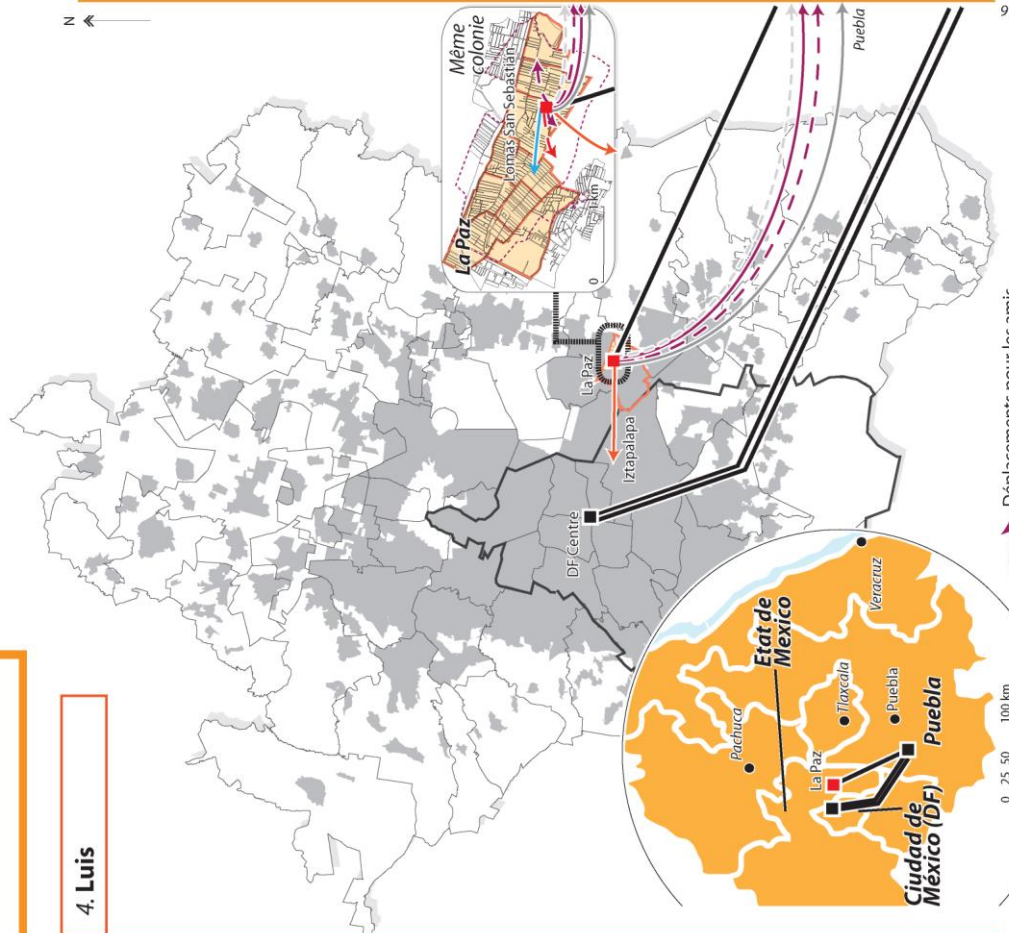 4. Luis
N
Même
colonie
Lomas San Sebastián
La Paz
0
1 km
La Paz
Iztapalapa
DF Centre
Puebla
Pachuca
Etat de
Mexico
Tlaxcala
Puebla
La Paz
Veracruz
Puebla
Ciudad de
México (DF)
0 25 50 100 km
Déplacements pour les amis
9